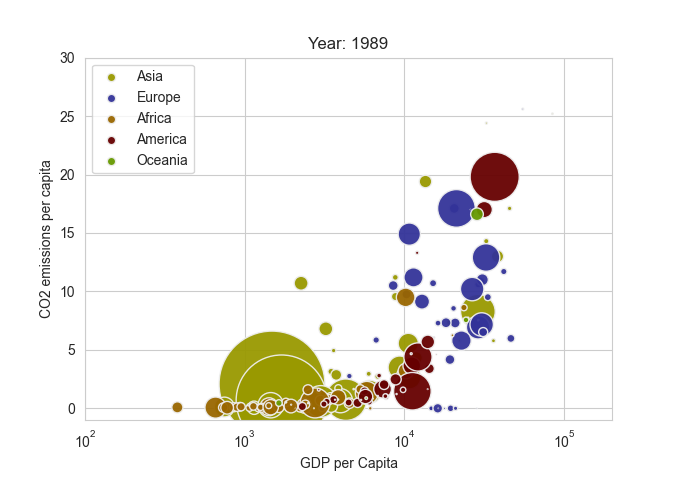 Year: 1989
CO2 emissions per capita
30
25
20
15
10
5
0
Asia
Europe
Africa
America
Oceania
10²
10³
10⁴
10⁵
GDP per Capita